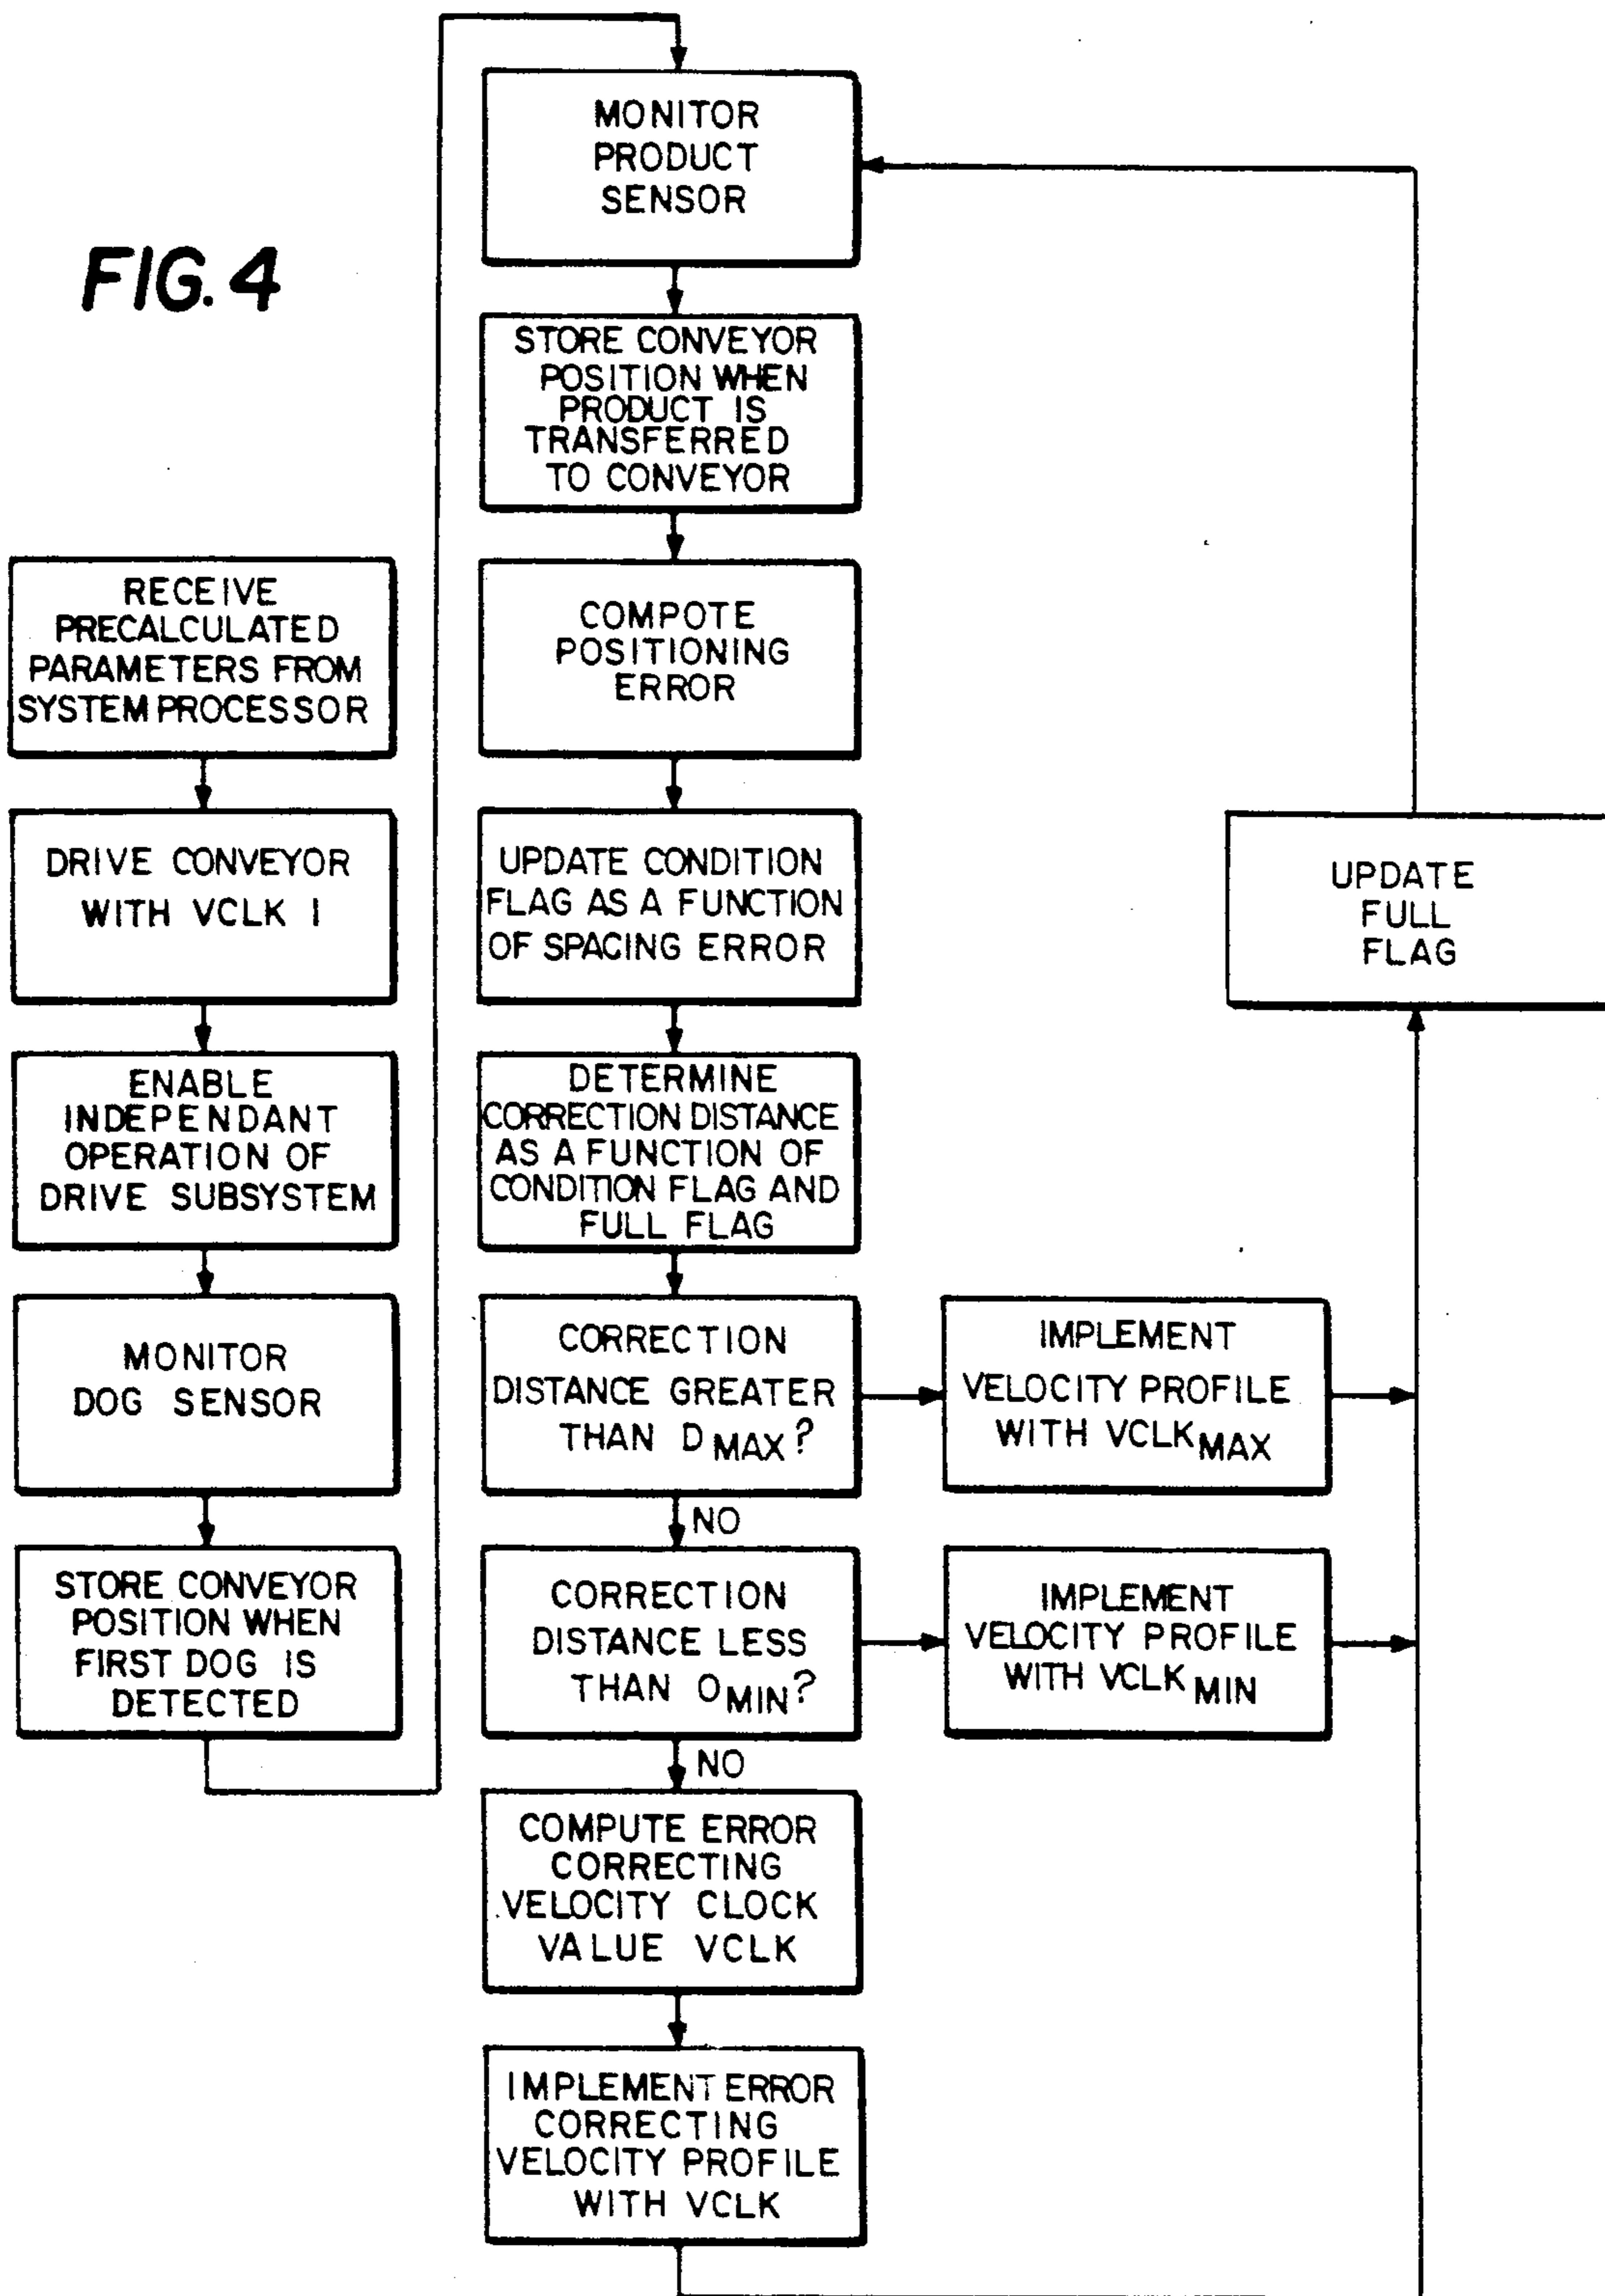 FIG. 4
RECEIVE
PRECALCULATED
PARAMETERS FROM
SYSTEM PROCESSOR
DRIVE CONVEYOR
WITH VCLK 1
ENABLE
INDEPENDANT
OPERATION OF
DRIVE SUBSYSTEM
MONITOR
DOG SENSOR
STORE CONVEYOR
POSITION WHEN
FIRST DOG IS
DETECTED
MONITOR
PRODUCT
SENSOR
STORE CONVEYOR
POSITION WHEN
PRODUCT IS
TRANSFERRED
TO CONVEYOR
COMPOTE
POSITIONING
ERROR
UPDATE CONDITION
FLAG AS A FUNCTION
OF SPACING ERROR
DETERMINE
CORRECTION DISTANCE
AS A FUNCTION OF
CONDITION FLAG AND
FULL FLAG
CORRECTION
DISTANCE GREATER
THAN D MAX?
NO
CORRECTION
DISTANCE LESS
THAN O MIN?
NO
COMPUTE ERROR
CORRECTING
VELOCITY CLOCK
VALUE VCLK
IMPLEMENT ERROR
CORRECTING
VELOCITY PROFILE
WITH VCLK
IMPLEMENT
VELOCITY PROFILE
WITH VCLK MAX
IMPLEMENT
VELOCITY PROFILE
WITH VCLK MIN
UPDATE
FULL
FLAG